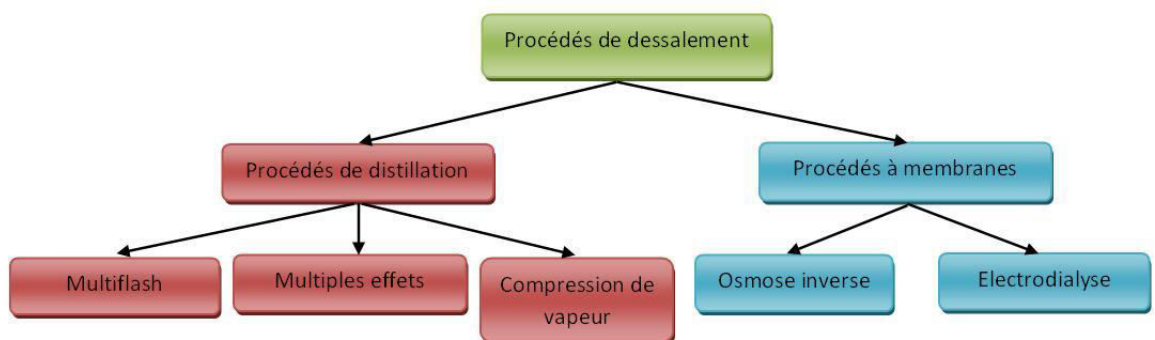 Procédés de dessalement
Procédés de distillation
Procédés à membranes
Multiflash
Multiples effets
Compression de
vapeur
Osmose inverse
Electrodialyse